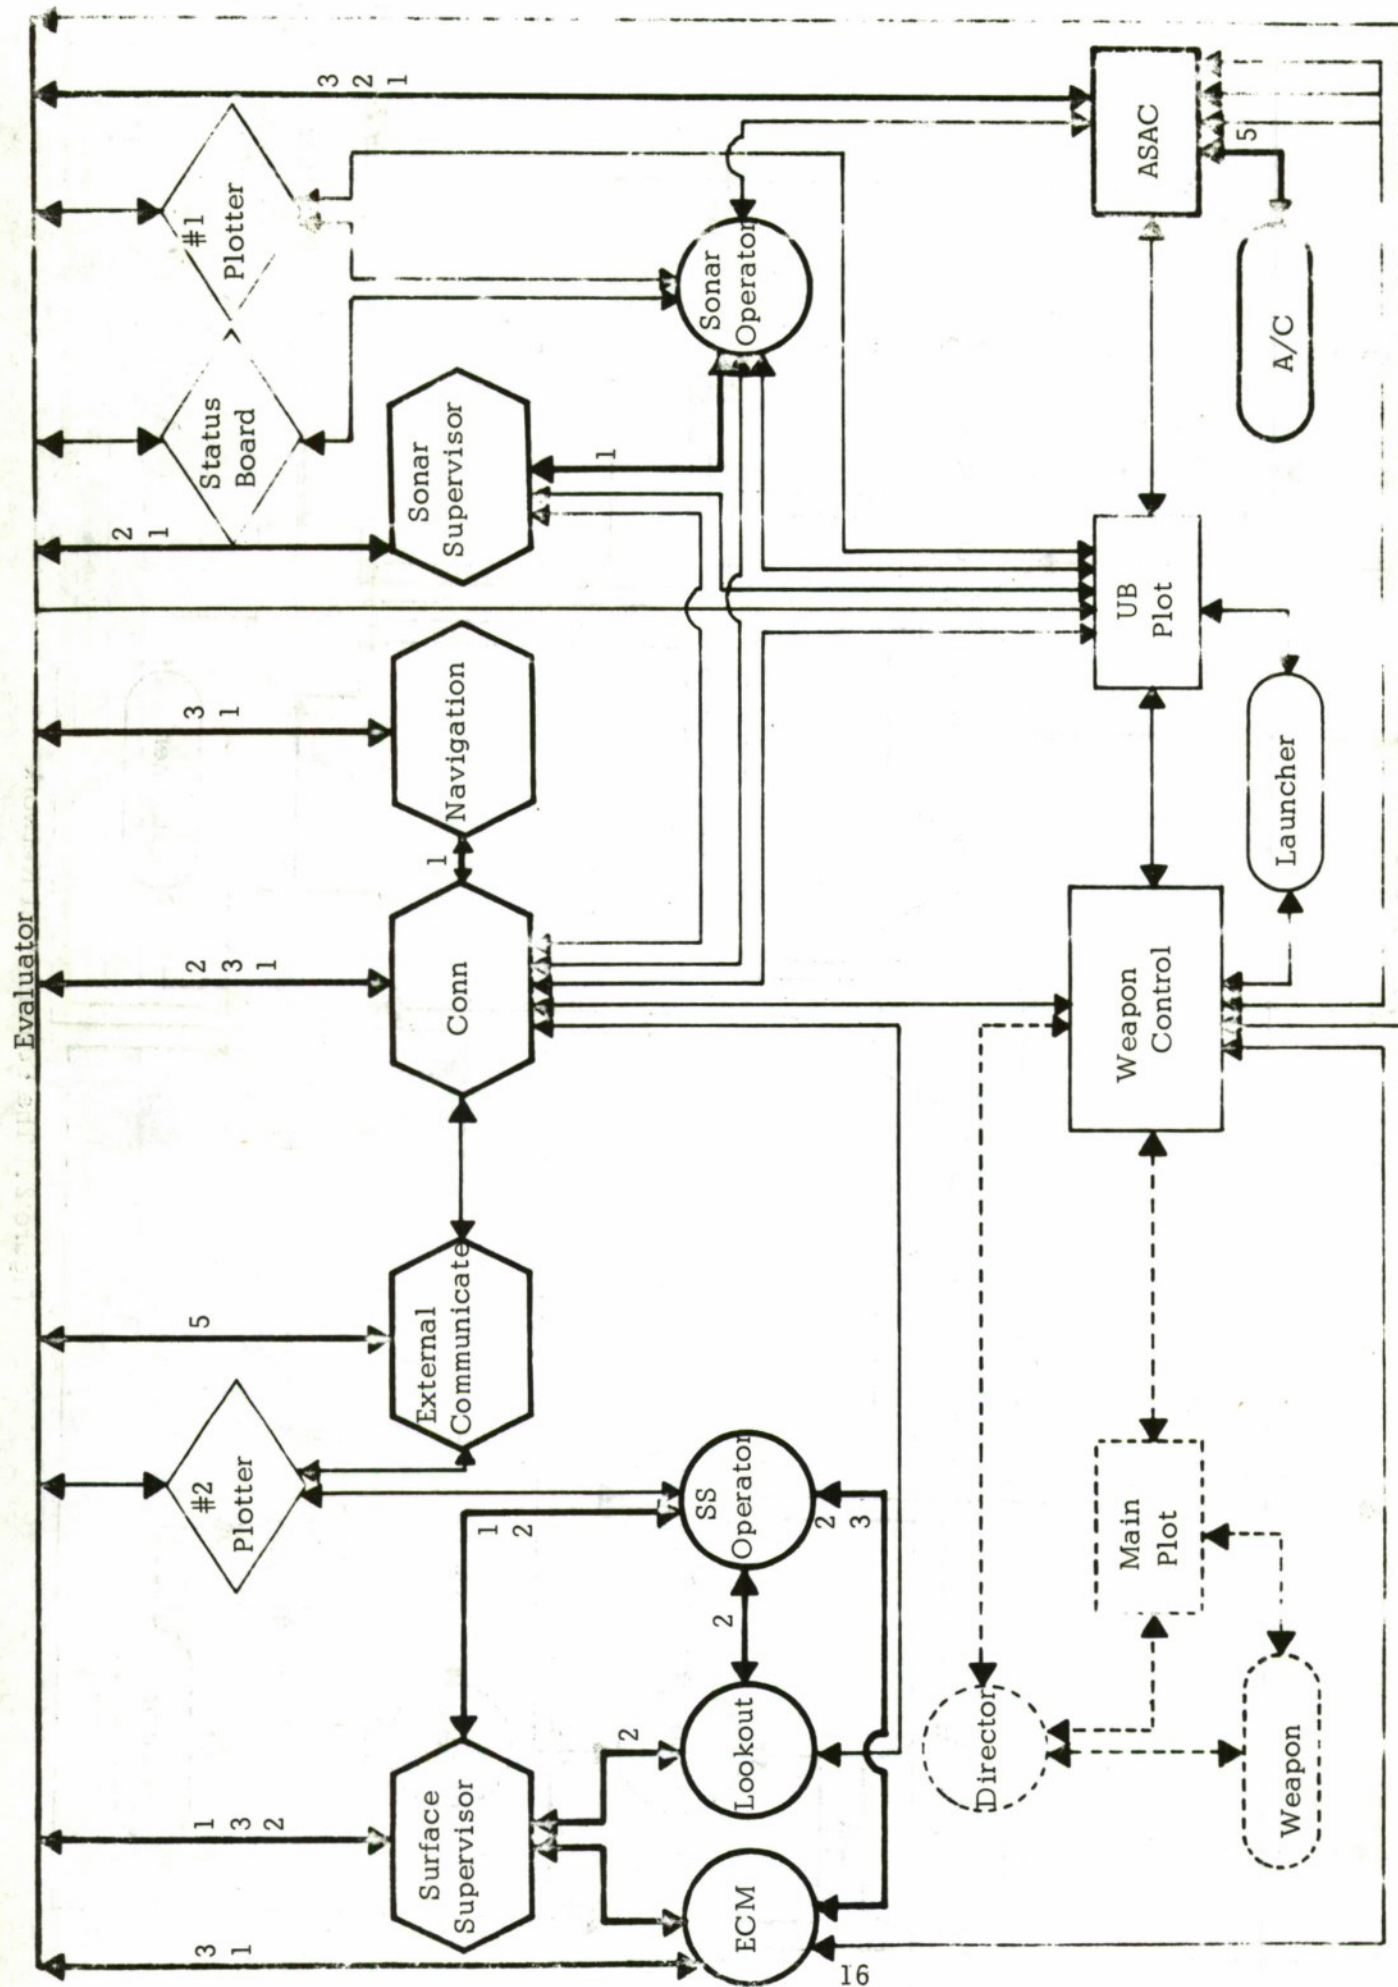 Evaluator
3
1
1
3
2
5
2
3
1
3
1
2
1
3
2
1
#2
Plotter
Status
Board
#1
Plotter
Surface
Supervisor
External
Communicate
Conn
1
Navigation
Sonar
Supervisor
1
2
2
1
ECM
Lookout
2
SS
Operator
2
3
Sonar
Operator
Director
Main
Plot
Weapon
Control
UB
Plot
ASAC
5
Weapon
Launcher
A/C
16